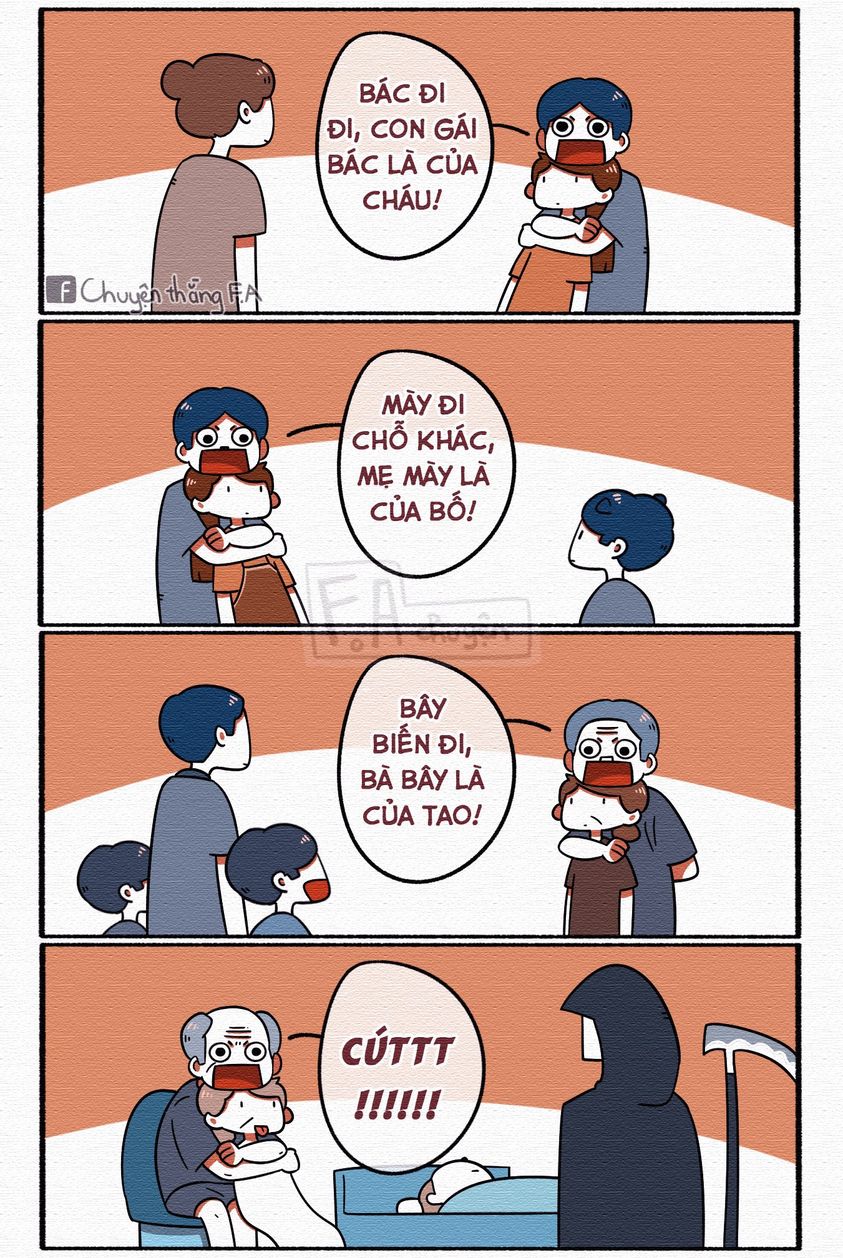 BÁC ĐI
ĐI, CON GÁI
BÁC LÀ CỦA
CHÁU!
f Chuyện thằng F.A
MÀY ĐI
CHỖ KHÁC,
MẸ MÀY LÀ
CỦA BỐ!
F.A chuyện
BÂY
BIẾN ĐI,
BÀ BÂY LÀ
CỦA TAO!
CÚTTT
!!!!!!